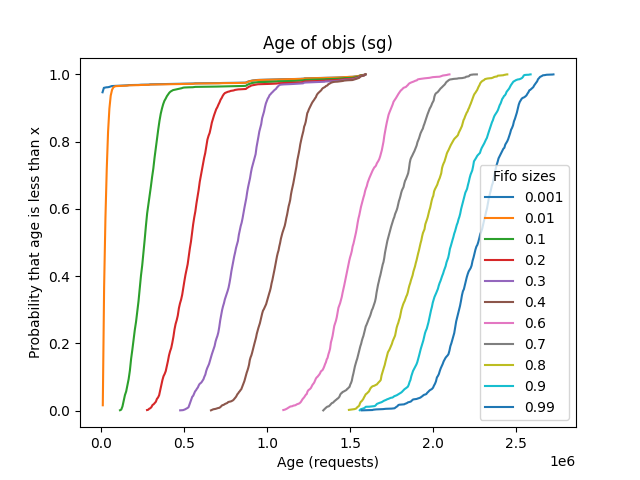 Age of objs (sg)
Probability that age is less than x
1.0
0.8
0.6
0.4
0.2
0.0
Fifo sizes
0.001
0.01
0.1
0.2
0.3
0.4
0.6
0.7
0.8
0.9
0.99
0.0 0.5 1.0 1.5 2.0 2.5
1e6
Age (requests)